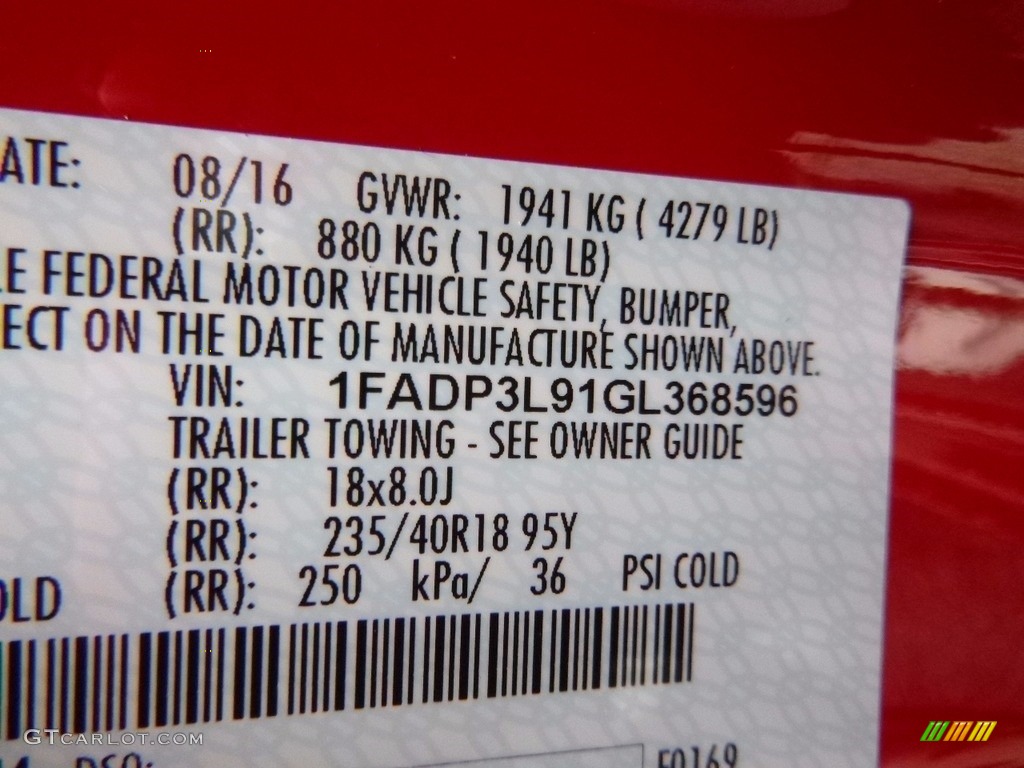 ATE: 08/16 GVWR: 1941 KG ( 4279 LB)
(RR): 880 KG ( 1940 LB)
LE FEDERAL MOTOR VEHICLE SAFETY, BUMPER,
ECT ON THE DATE OF MANUFACTURE SHOWN ABOVE.
VIN: 1FADP3L91GL368596
TRAILER TOWING - SEE OWNER GUIDE
(RR): 18x8.0J
(RR): 235/40R18 95Y
OLD (RR): 250 kPa/ 36 PSI COLD
GTcarlot.com
DSO: F0169